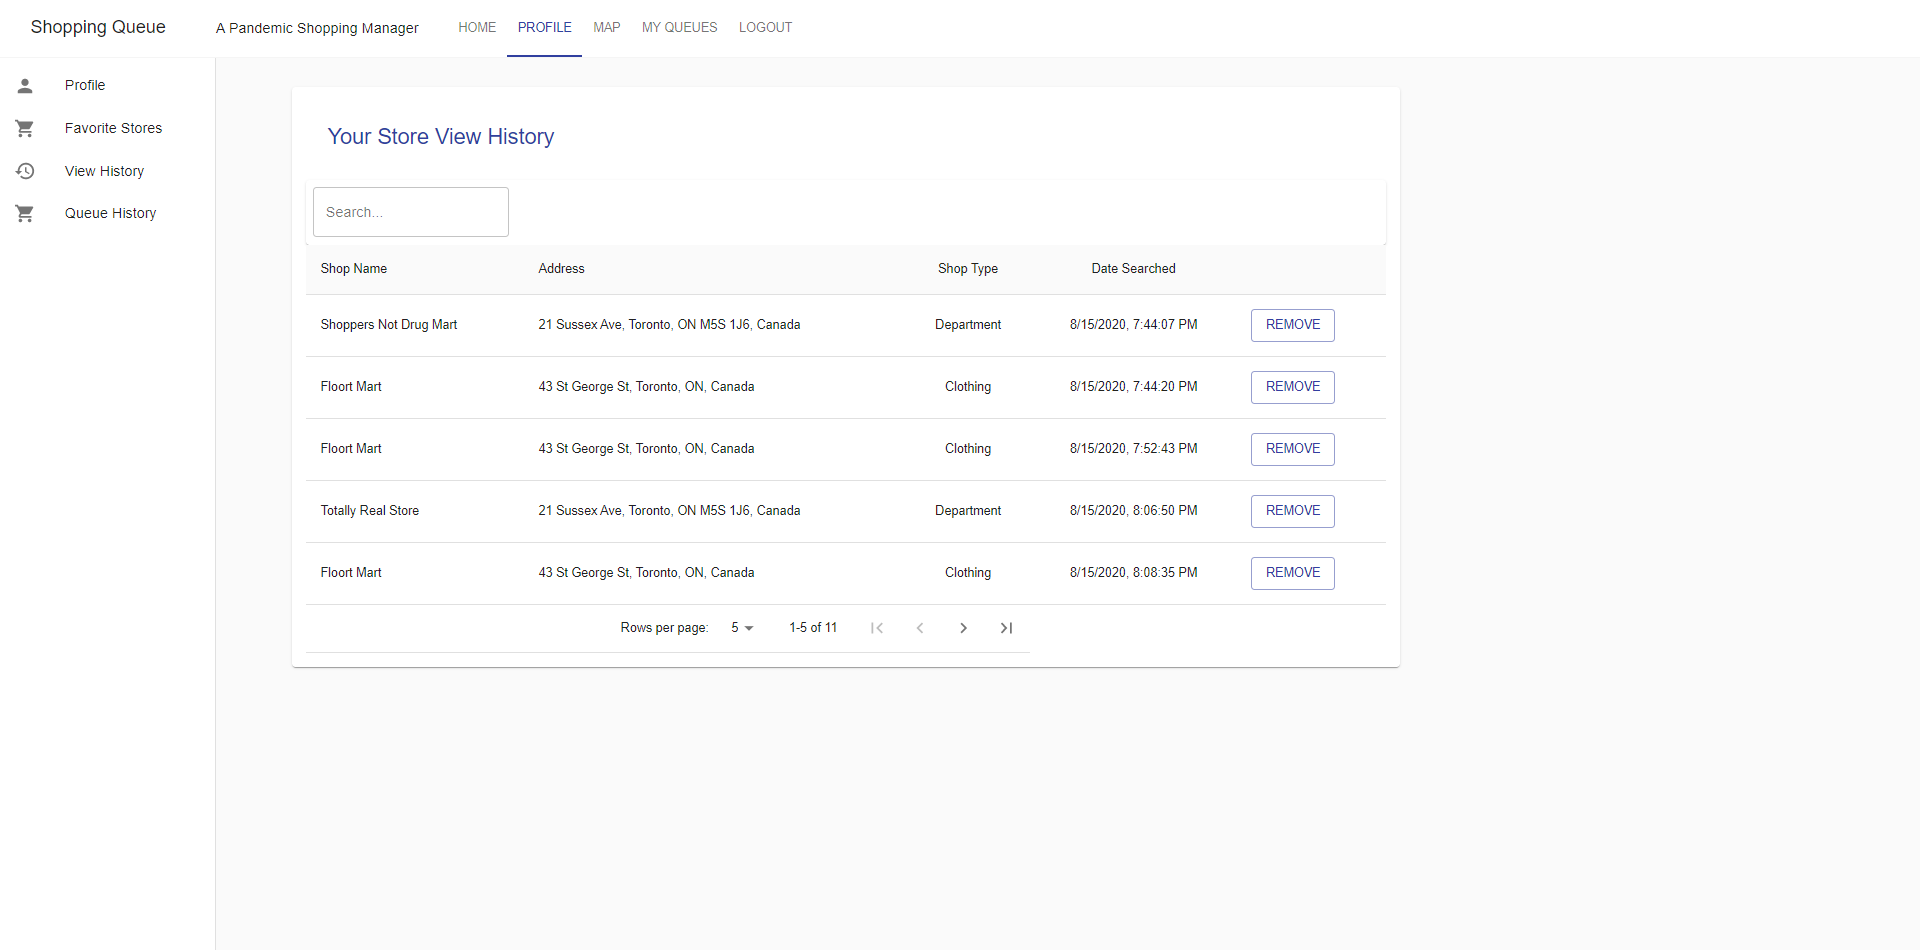 Shopping Queue A Pandemic Shopping Manager HOME PROFILE MAP MY QUEUES LOGOUT
Profile
Favorite Stores
View History
Queue History
Your Store View History
Search...
Shop Name Address Shop Type Date Searched
Shoppers Not Drug Mart 21 Sussex Ave, Toronto, ON M5S 1J6, Canada Department 8/15/2020, 7:44:07 PM REMOVE
Floort Mart 43 St George St, Toronto, ON, Canada Clothing 8/15/2020, 7:44:20 PM REMOVE
Floort Mart 43 St George St, Toronto, ON, Canada Clothing 8/15/2020, 7:52:43 PM REMOVE
Totally Real Store 21 Sussex Ave, Toronto, ON M5S 1J6, Canada Department 8/15/2020, 8:06:50 PM REMOVE
Floort Mart 43 St George St, Toronto, ON, Canada Clothing 8/15/2020, 8:08:35 PM REMOVE
Rows per page: 5 1-5 of 11